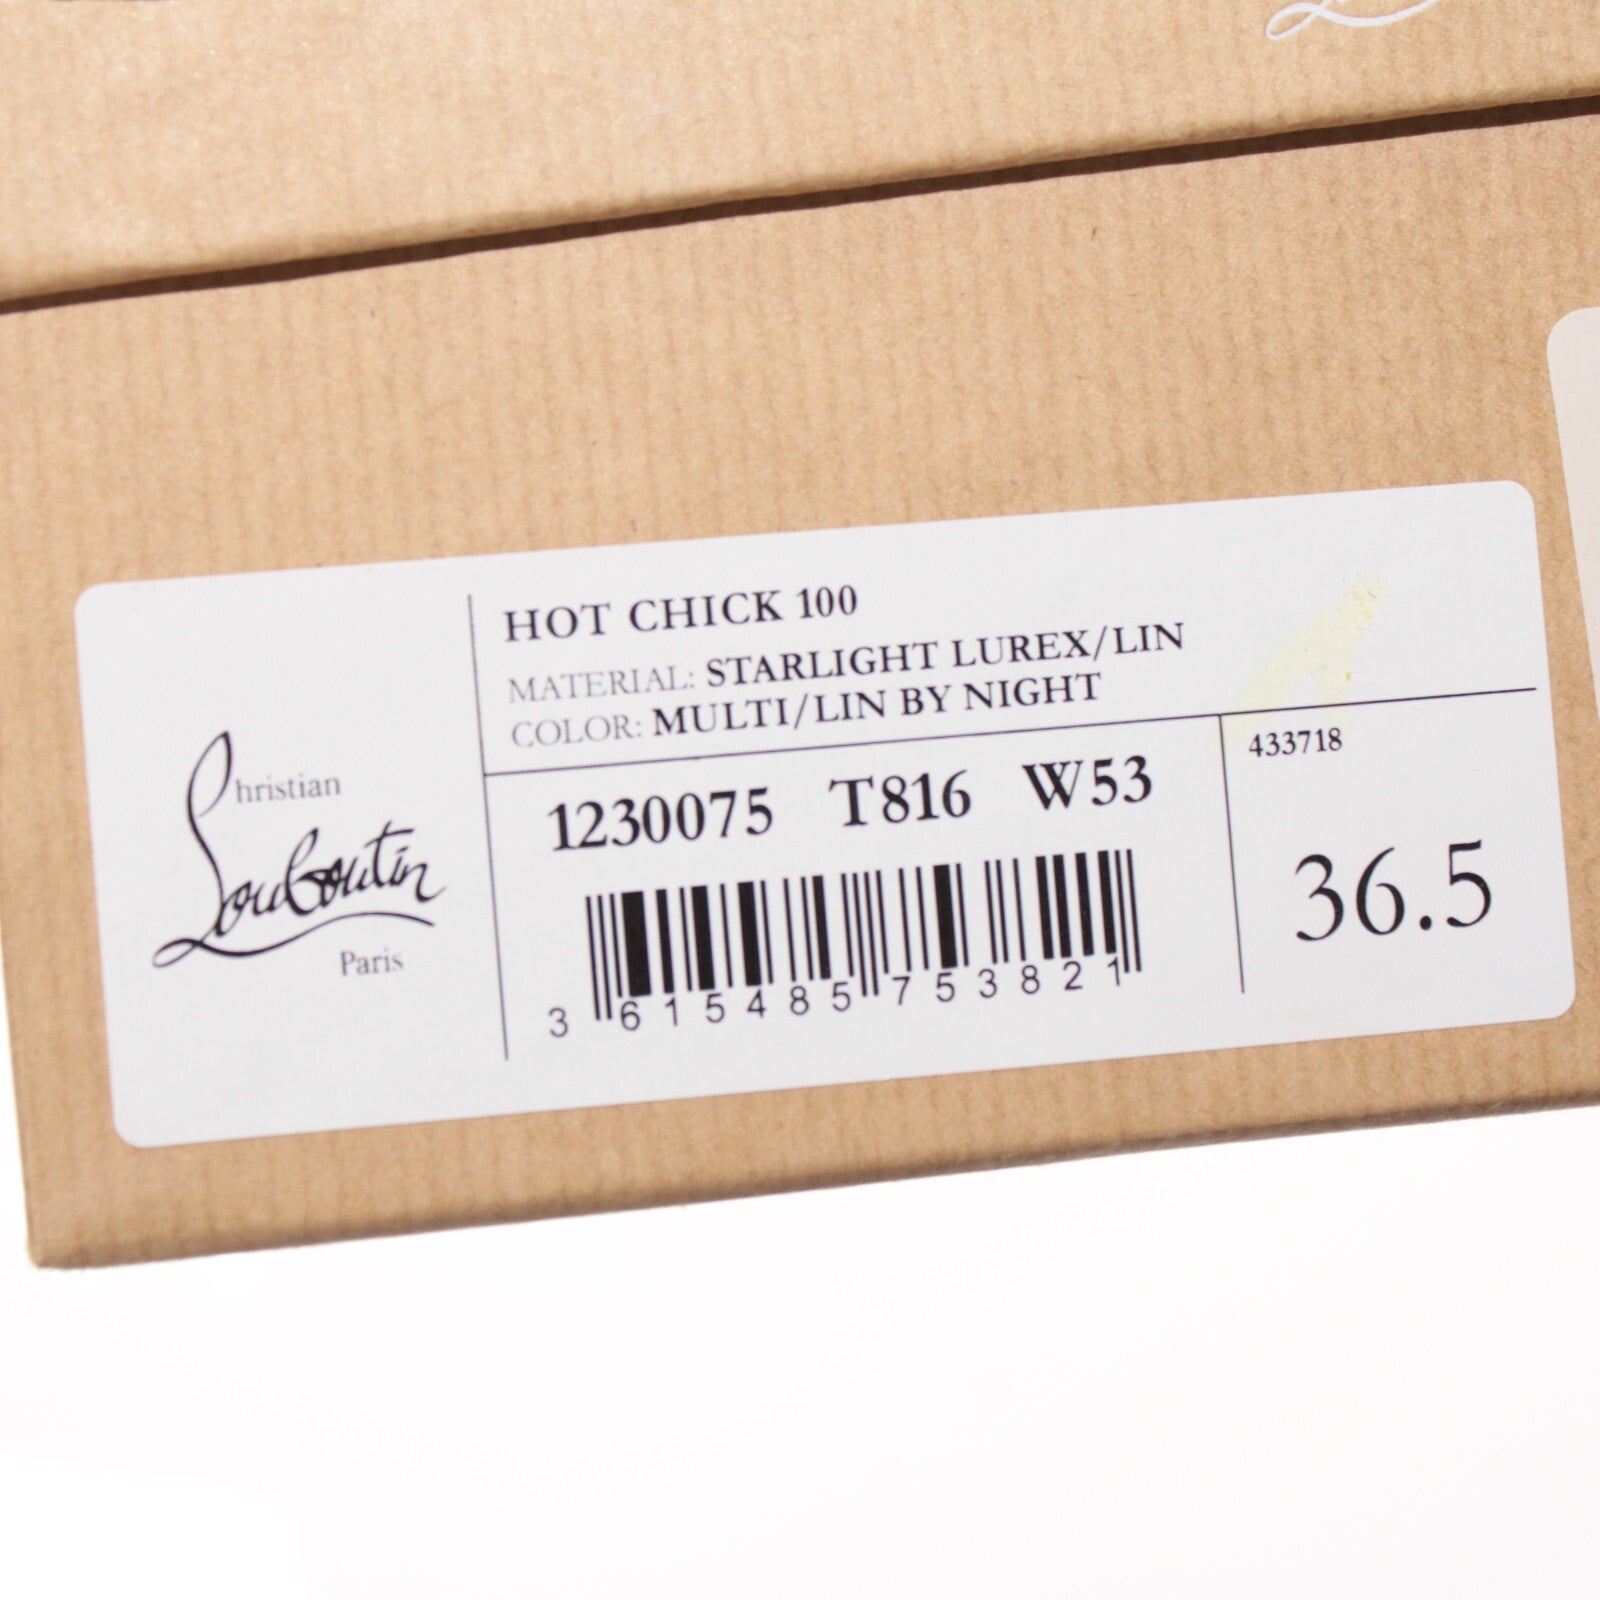 Christian
Louboutin
Paris
HOT CHICK 100
MATERIAL: STARLIGHT LUREX/LIN
COLOR: MULTI/LIN BY NIGHT
1230075 T816 W53
433718
3 615485 753821
36.5